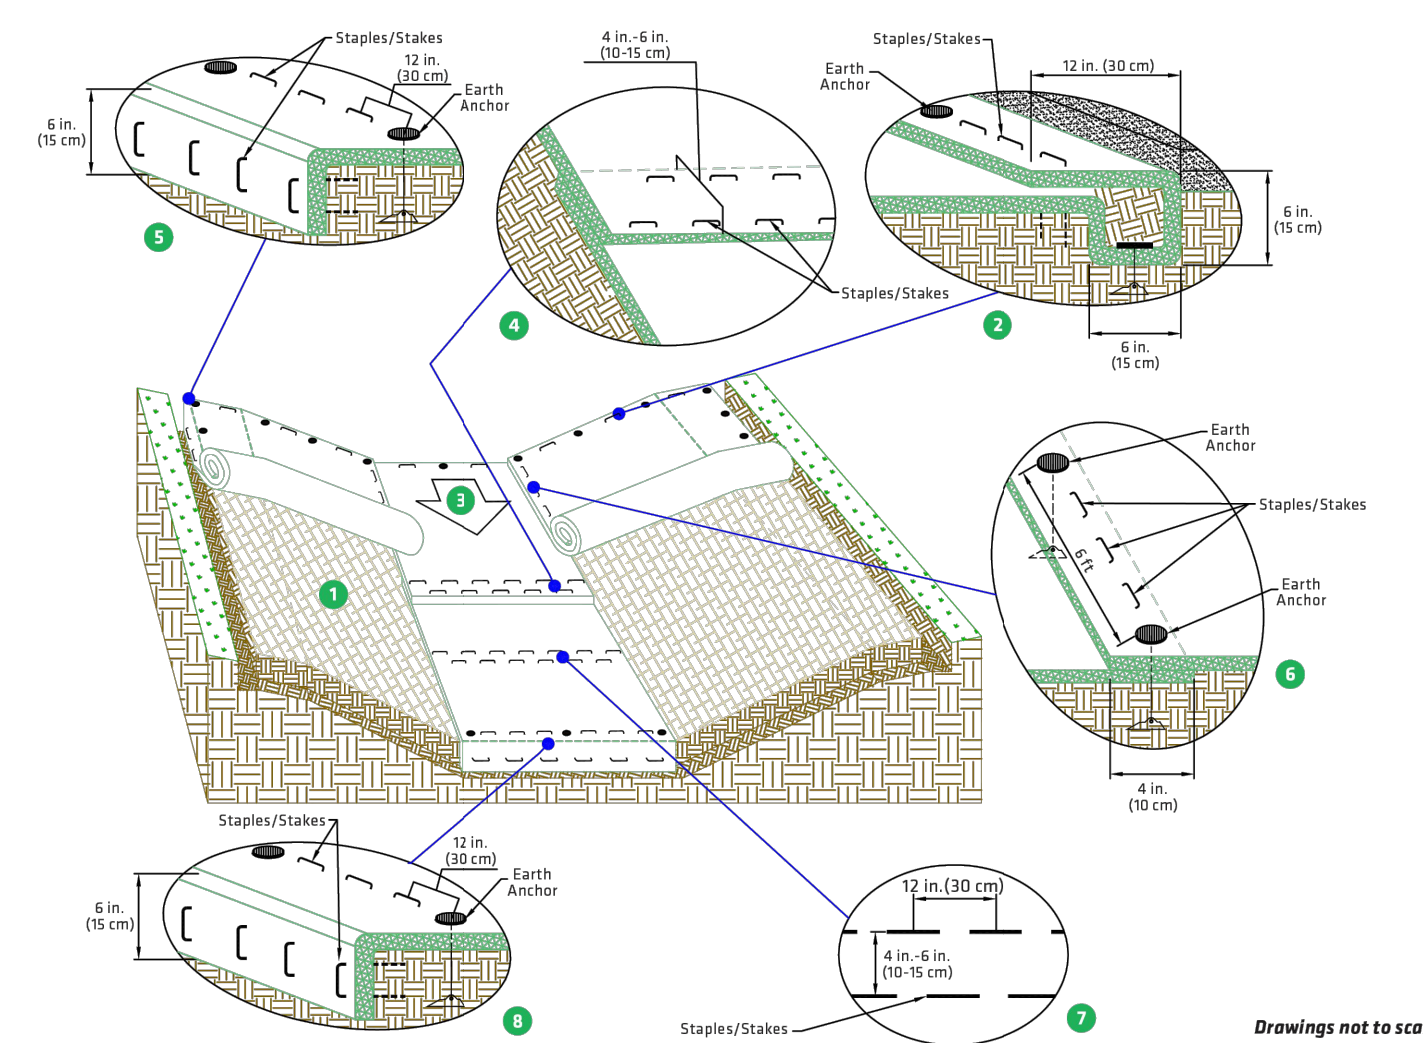 Staples/Stakes
12 in.
(30 cm)
Earth
Anchor
6 in.
(15 cm)
5
4 in.-6 in.
(10-15 cm)
Staples/Stakes
4
Staples/Stakes
Earth
Anchor
12 in. (30 cm)
6 in.
(15 cm)
6 in.
(15 cm)
2
3
1
Earth
Anchor
Staples/Stakes
6 ft
Earth
Anchor
6
4 in.
(10 cm)
Staples/Stakes
12 in.
(30 cm)
Earth
Anchor
6 in.
(15 cm)
8
12 in.(30 cm)
4 in.-6 in.
(10-15 cm)
Staples/Stakes
7
Drawings not to sca